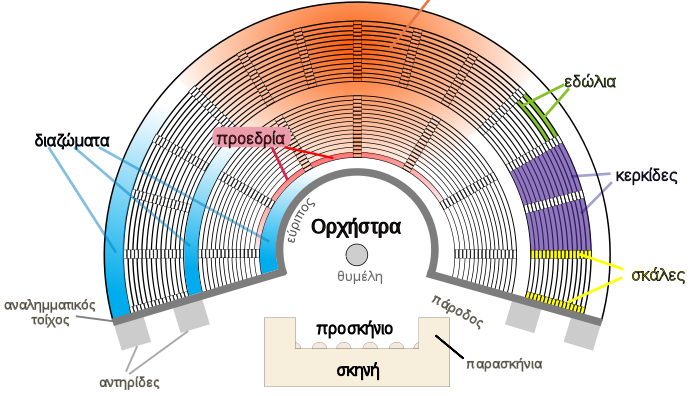 εδώλια
προεδρία
διαζώματα
κερκίδες
εύριπος
Ορχήστρα
θυμέλη
σκάλες
αναλημματικός
τοίχος
πάροδος
προσκήνιο
παρασκήνια
σκηνή
αντηρίδες